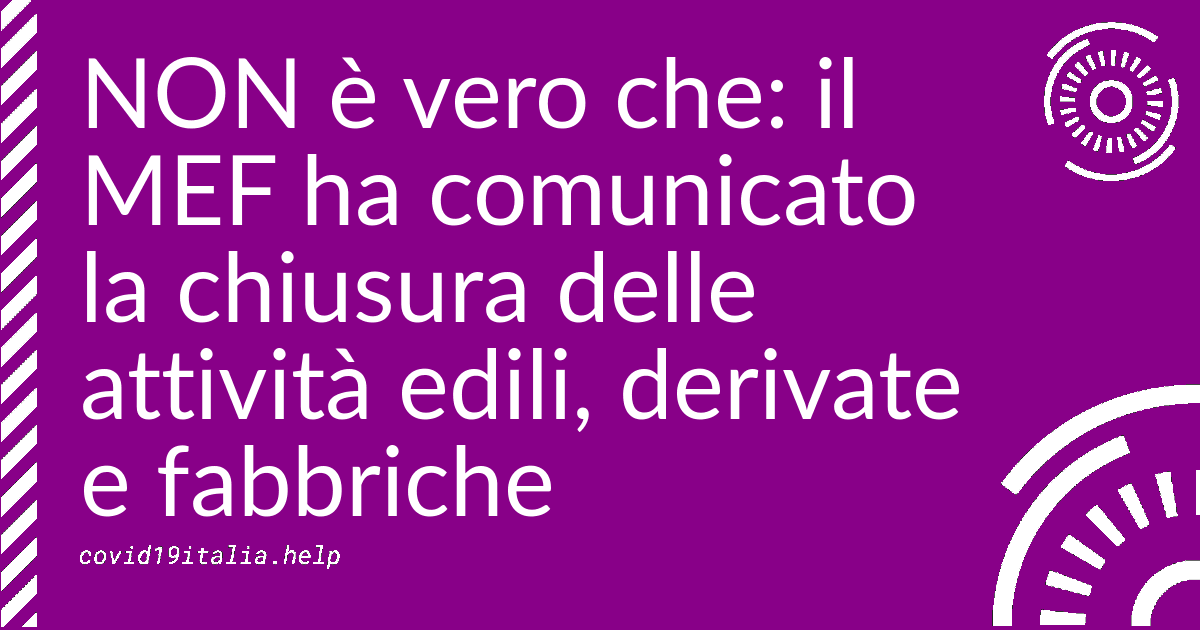 NON è vero che: il
MEF ha comunicato
la chiusura delle
attività edili, derivate
e fabbriche
covid19italia.help